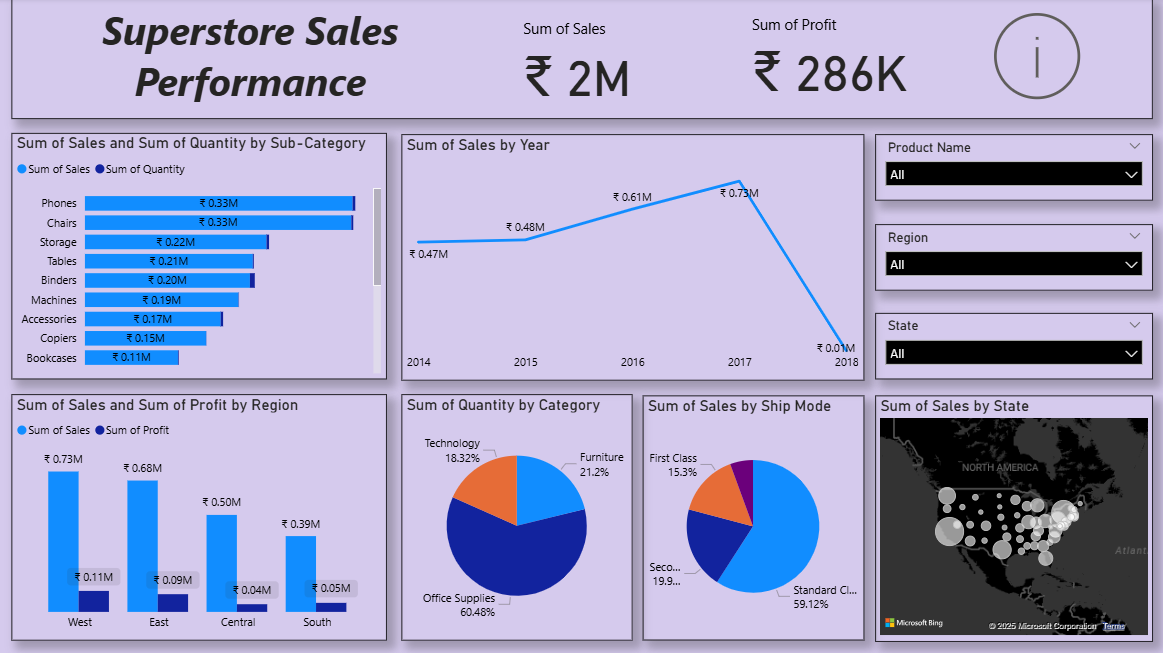 Superstore Sales
Performance
Sum of Sales
₹ 2M
Sum of Profit
₹ 286K
i
Sum of Sales and Sum of Quantity by Sub-Category
Sum of Sales Sum of Quantity
Phones ₹ 0.33M
Chairs ₹ 0.33M
Storage ₹ 0.22M
Tables ₹ 0.21M
Binders ₹ 0.20M
Machines ₹ 0.19M
Accessories ₹ 0.17M
Copiers ₹ 0.15M
Bookcases ₹ 0.11M
Sum of Sales by Year
₹ 0.47M
₹ 0.48M
₹ 0.61M
₹ 0.73M
₹ 0.01M
2014 2015 2016 2017 2018
Product Name
All
Region
All
State
All
Sum of Sales and Sum of Profit by Region
Sum of Sales Sum of Profit
₹ 0.73M
₹ 0.68M
₹ 0.50M
₹ 0.39M
₹ 0.11M
₹ 0.09M
₹ 0.04M
₹ 0.05M
West East Central South
Sum of Quantity by Category
Technology
18.32%
Furniture
21.2%
Office Supplies
60.48%
Sum of Sales by Ship Mode
First Class
15.3%
Seco...
19.9...
Standard Cl...
59.12%
Sum of Sales by State
NORTH AMERICA
Atlant
Microsoft Bing
© 2025 Microsoft Corporation Terms